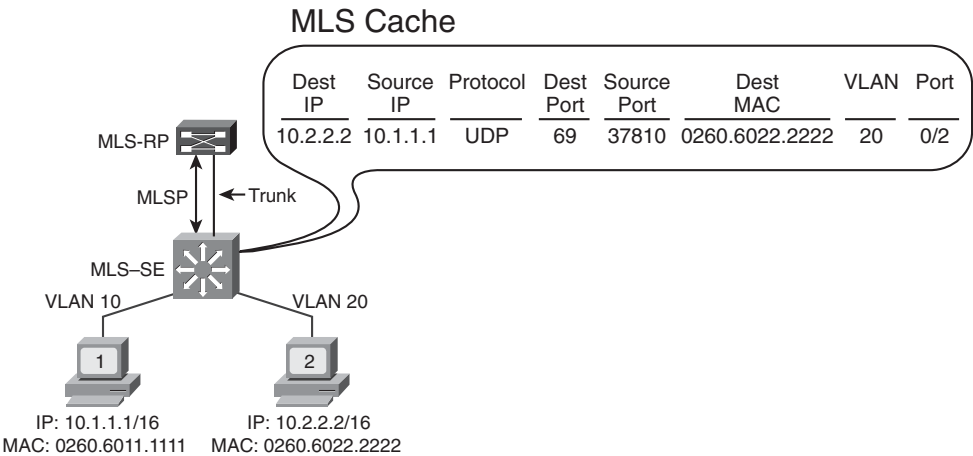 MLS Cache
Dest IP Source IP Protocol Dest Port Source Port Dest MAC VLAN Port
10.2.2.2 10.1.1.1 UDP 69 37810 0260.6022.2222 20 0/2
MLS-RP
MLSP
Trunk
MLS–SE
VLAN 10
VLAN 20
1
2
IP: 10.1.1.1/16
MAC: 0260.6011.1111
IP: 10.2.2.2/16
MAC: 0260.6022.2222